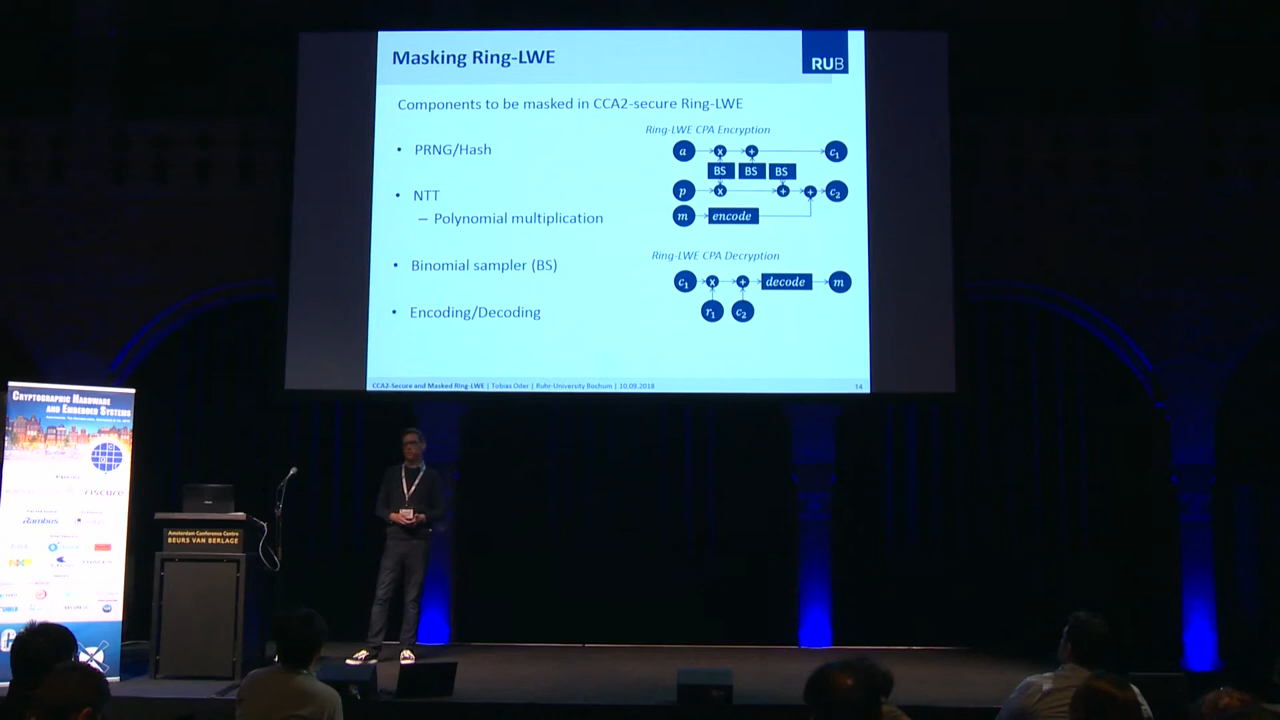 Masking Ring-LWE
RUB
Components to be masked in CCA2-secure Ring-LWE
• PRNG/Hash
• NTT
– Polynomial multiplication
• Binomial sampler (BS)
• Encoding/Decoding
Ring-LWE CPA Encryption
a x + c₁
BS BS BS
p x + + c₂
m encode
Ring-LWE CPA Decryption
c₁ x + decode m
r₁ c₂
CCA2-Secure and Masked Ring-LWE | Tobias Oder | Ruhr-University Bochum | 10.09.2018
14
Cryptographic Hardware
and Embedded Systems
riscure
Rambus
Amsterdam Conference Centre
BEURS VAN BERLAGE